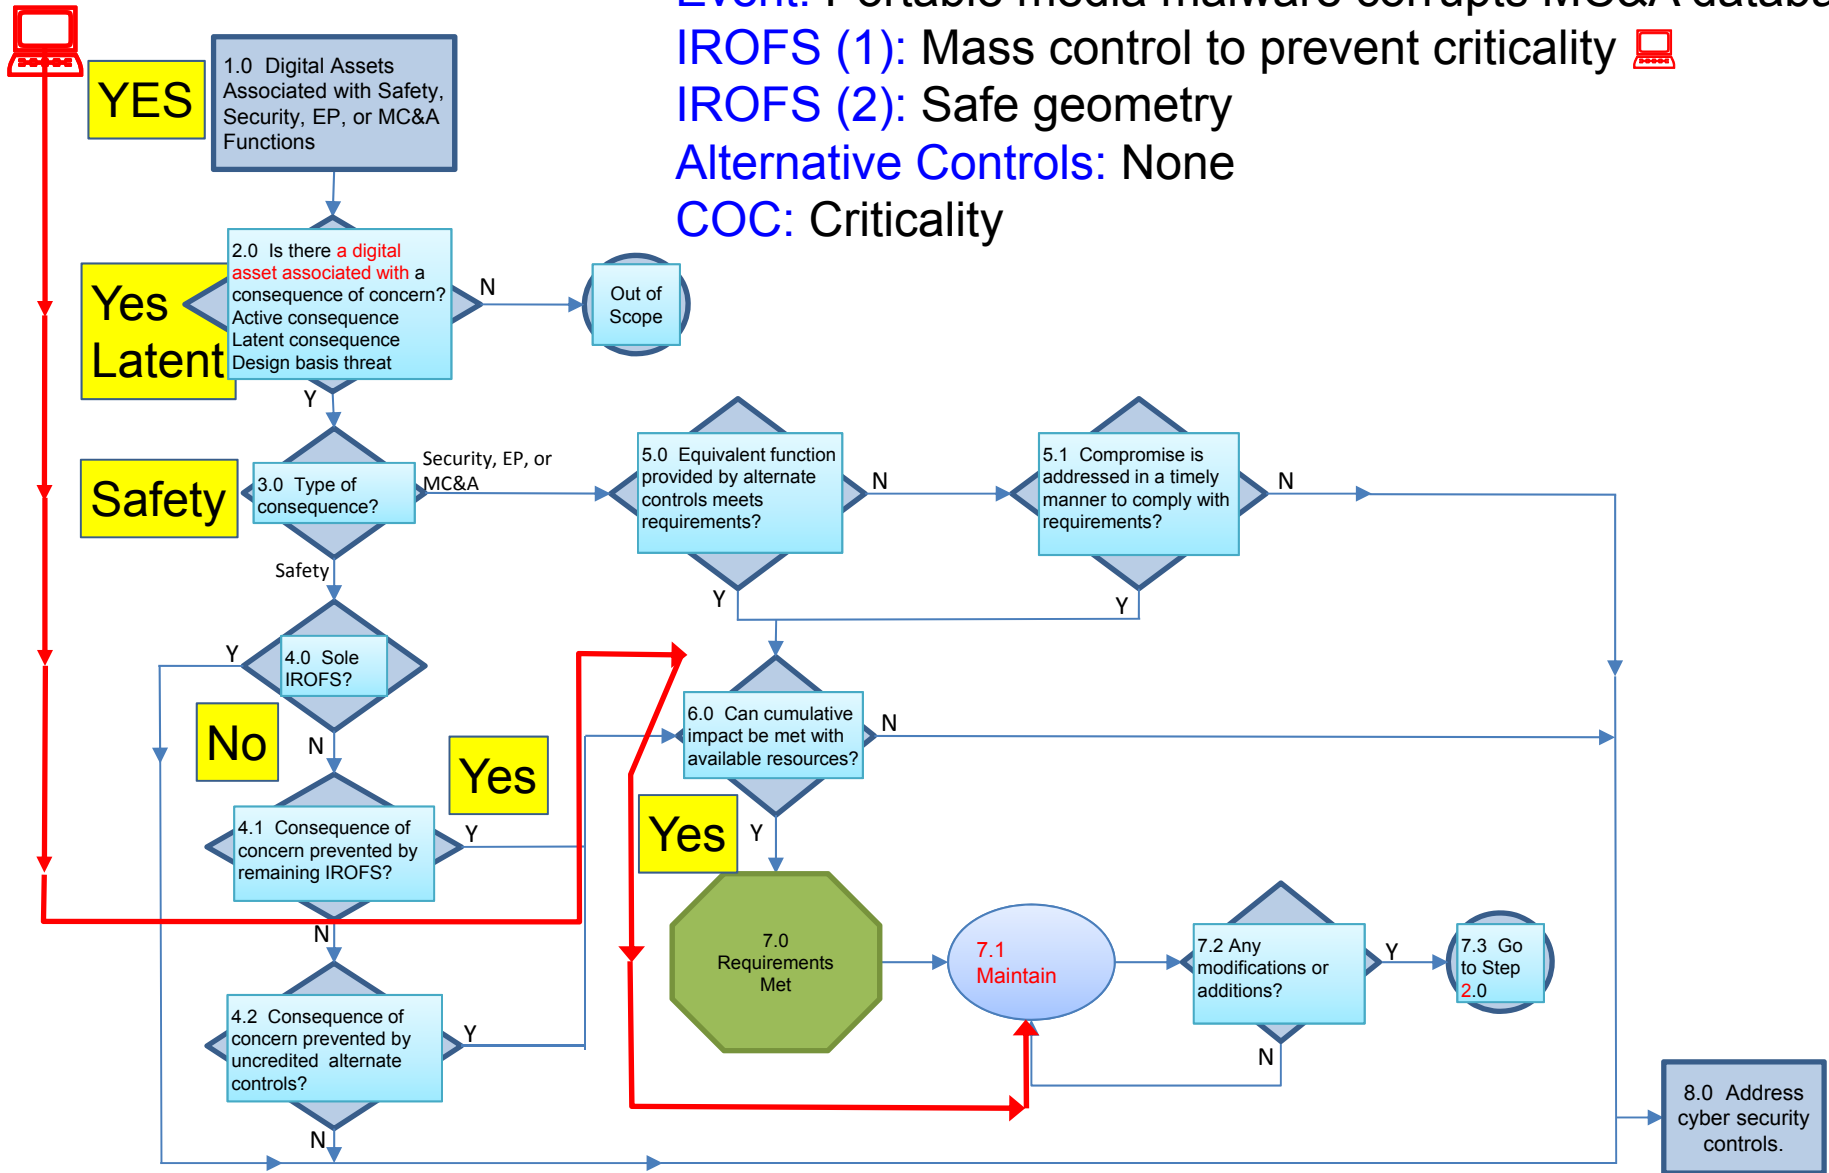 Event: Portable media malware corrupts MC&A
IROFS (1): Mass control to prevent criticality
IROFS (2): Safe geometry
Alternative Controls: None
COC: Criticality
YES
1.0 Digital Assets
Associated with Safety,
Security, EP, or MC&A
Functions
Yes
Latent
2.0 Is there a digital
asset associated with a
consequence of concern?
Active consequence
Latent consequence
Design basis threat
N
Out of
Scope
Y
Safety
3.0 Type of
consequence?
Security, EP, or
MC&A
5.0 Equivalent function
provided by alternate
controls meets
requirements?
N
5.1 Compromise is
addressed in a timely
manner to comply with
requirements?
N
Safety
Y
Y
Y
4.0 Sole
IROFS?
No
N
6.0 Can cumulative
impact be met with
available resources?
N
Yes
Yes
Y
4.1 Consequence of
concern prevented by
remaining IROFS?
Y
N
7.0
Requirements
Met
7.1
Maintain
7.2 Any
modifications or
additions?
Y
7.3 Go
to Step
2.0
N
4.2 Consequence of
concern prevented by
uncredited alternate
controls?
Y
N
8.0 Address
cyber security
controls.